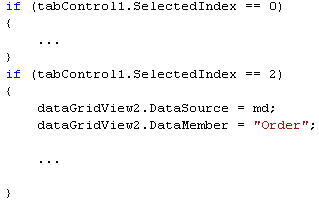 if (tabControl1.SelectedIndex == 0)
{
    ...
}
if (tabControl1.SelectedIndex == 2)
{
    dataGridView2.DataSource = md;
    dataGridView2.DataMember = "Order";
    ...
}